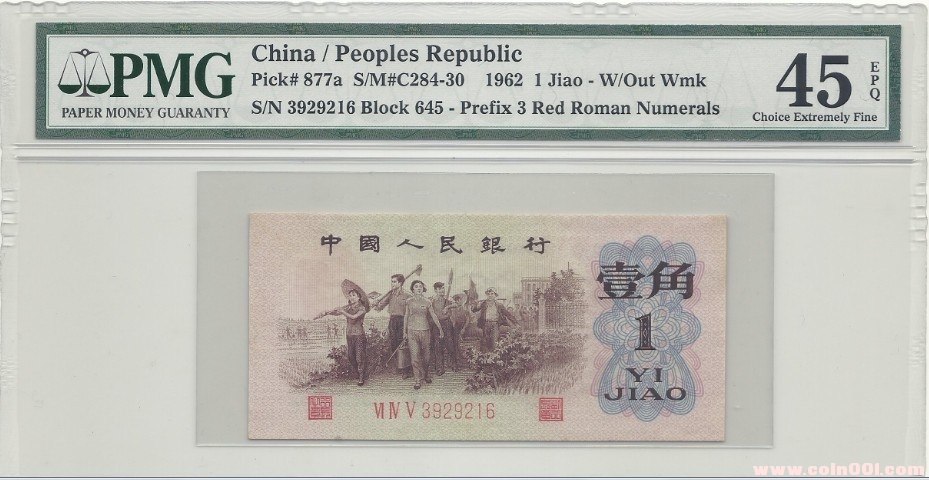 PMG
PAPER MONEY GUARANTY
China / Peoples Republic
Pick# 877a S/M#C284-30 1962 1 Jiao - W/Out Wmk
S/N 3929216 Block 645 - Prefix 3 Red Roman Numerals
45
EPQ
Choice Extremely Fine
中國人民銀行
壹角
1
YI
JIAO
VI IV V 3929216
www.coin001.com